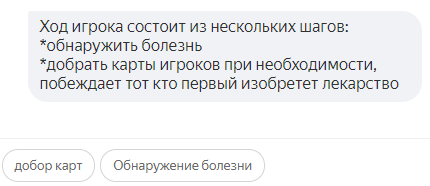 Ход игрока состоит из нескольких шагов:
*обнаружить болезнь
*добрать карты игроков при необходимости,
побеждает тот кто первый изобретет лекарство
добор карт
Обнаружение болезни